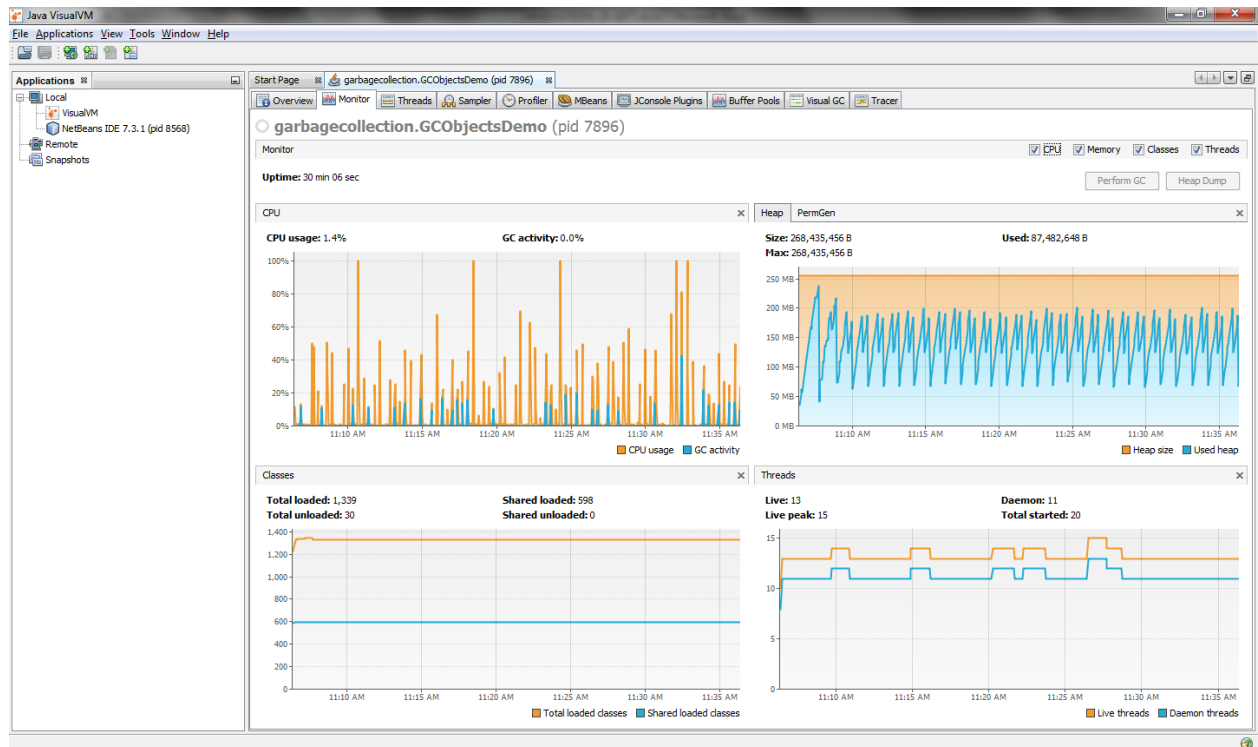 Java VisualVM
File Applications View Tools Window Help
Applications
Local
VisualVM
NetBeans IDE 7.3.1 (pid 8568)
Remote
Snapshots
Start Page garbagecollection.GCObjectsDemo (pid 7896)
Overview Monitor Threads Sampler Profiler MBeans JConsole Plugins Buffer Pools Visual GC Tracer
garbagecollection.GCObjectsDemo (pid 7896)
Monitor CPU Memory Classes Threads
Uptime: 30 min 06 sec
Perform GC Heap Dump
CPU
CPU usage: 1.4% GC activity: 0.0%
100%
80%
60%
40%
20%
0%
11:10 AM 11:15 AM 11:20 AM 11:25 AM 11:30 AM 11:35 AM
CPU usage GC activity
Heap PermGen
Size: 268,435,456 B Used: 87,482,648 B
Max: 268,435,456 B
250 MB
200 MB
150 MB
100 MB
50 MB
0 MB
11:10 AM 11:15 AM 11:20 AM 11:25 AM 11:30 AM 11:35 AM
Heap size Used heap
Classes
Total loaded: 1,339 Shared loaded: 598
Total unloaded: 30 Shared unloaded: 0
1,400
1,200
1,000
800
600
400
200
0
11:10 AM 11:15 AM 11:20 AM 11:25 AM 11:30 AM 11:35 AM
Total loaded classes Shared loaded classes
Threads
Live: 13 Daemon: 11
Live peak: 15 Total started: 20
15
10
5
0
11:10 AM 11:15 AM 11:20 AM 11:25 AM 11:30 AM 11:35 AM
Live threads Daemon threads